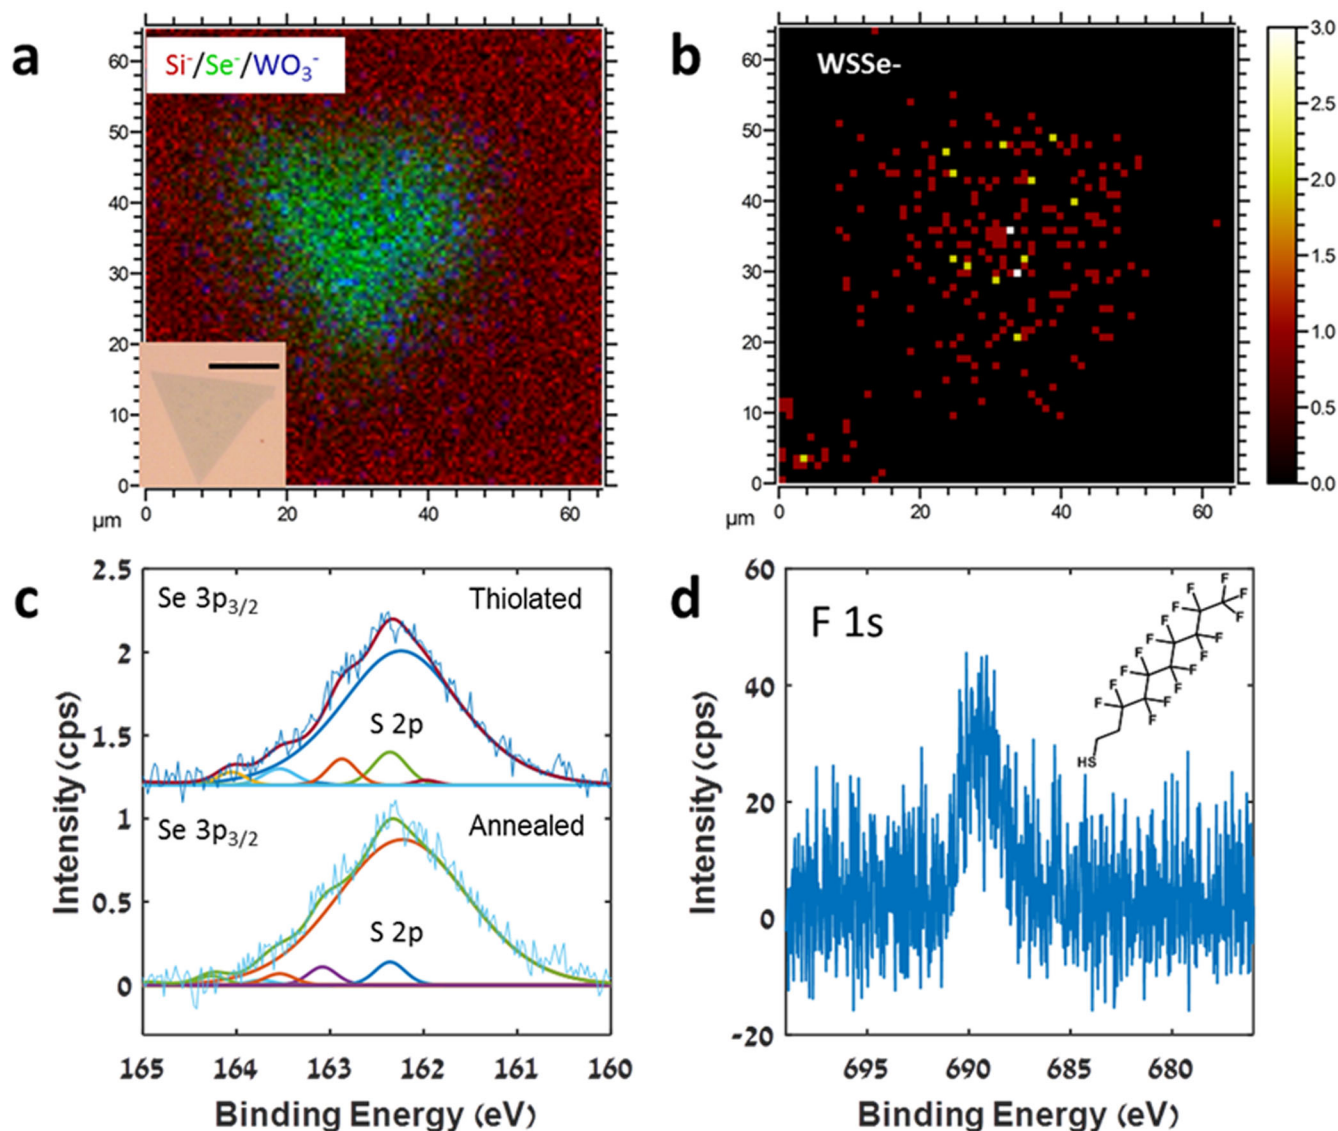 a
Si⁻/Se⁻/WO₃⁻
60
50
40
30
20
10
0
0 20 40 60
µm
b
WSSe-
60
50
40
30
20
10
0
0 20 40 60
µm
3.0
2.5
2.0
1.5
1.0
0.5
0.0
c
Se 3p₃/₂ Thiolated
S 2p
Se 3p₃/₂ Annealed
S 2p
2.5
2
1.5
1
0.5
0
165 164 163 162 161 160
Intensity (cps)
Binding Energy (eV)
d
F 1s
F
F F
F F
F
F F
F
F F
F
F F
F F
F
HS
60
40
20
0
-20
695 690 685 680
Intensity (cps)
Binding Energy (eV)